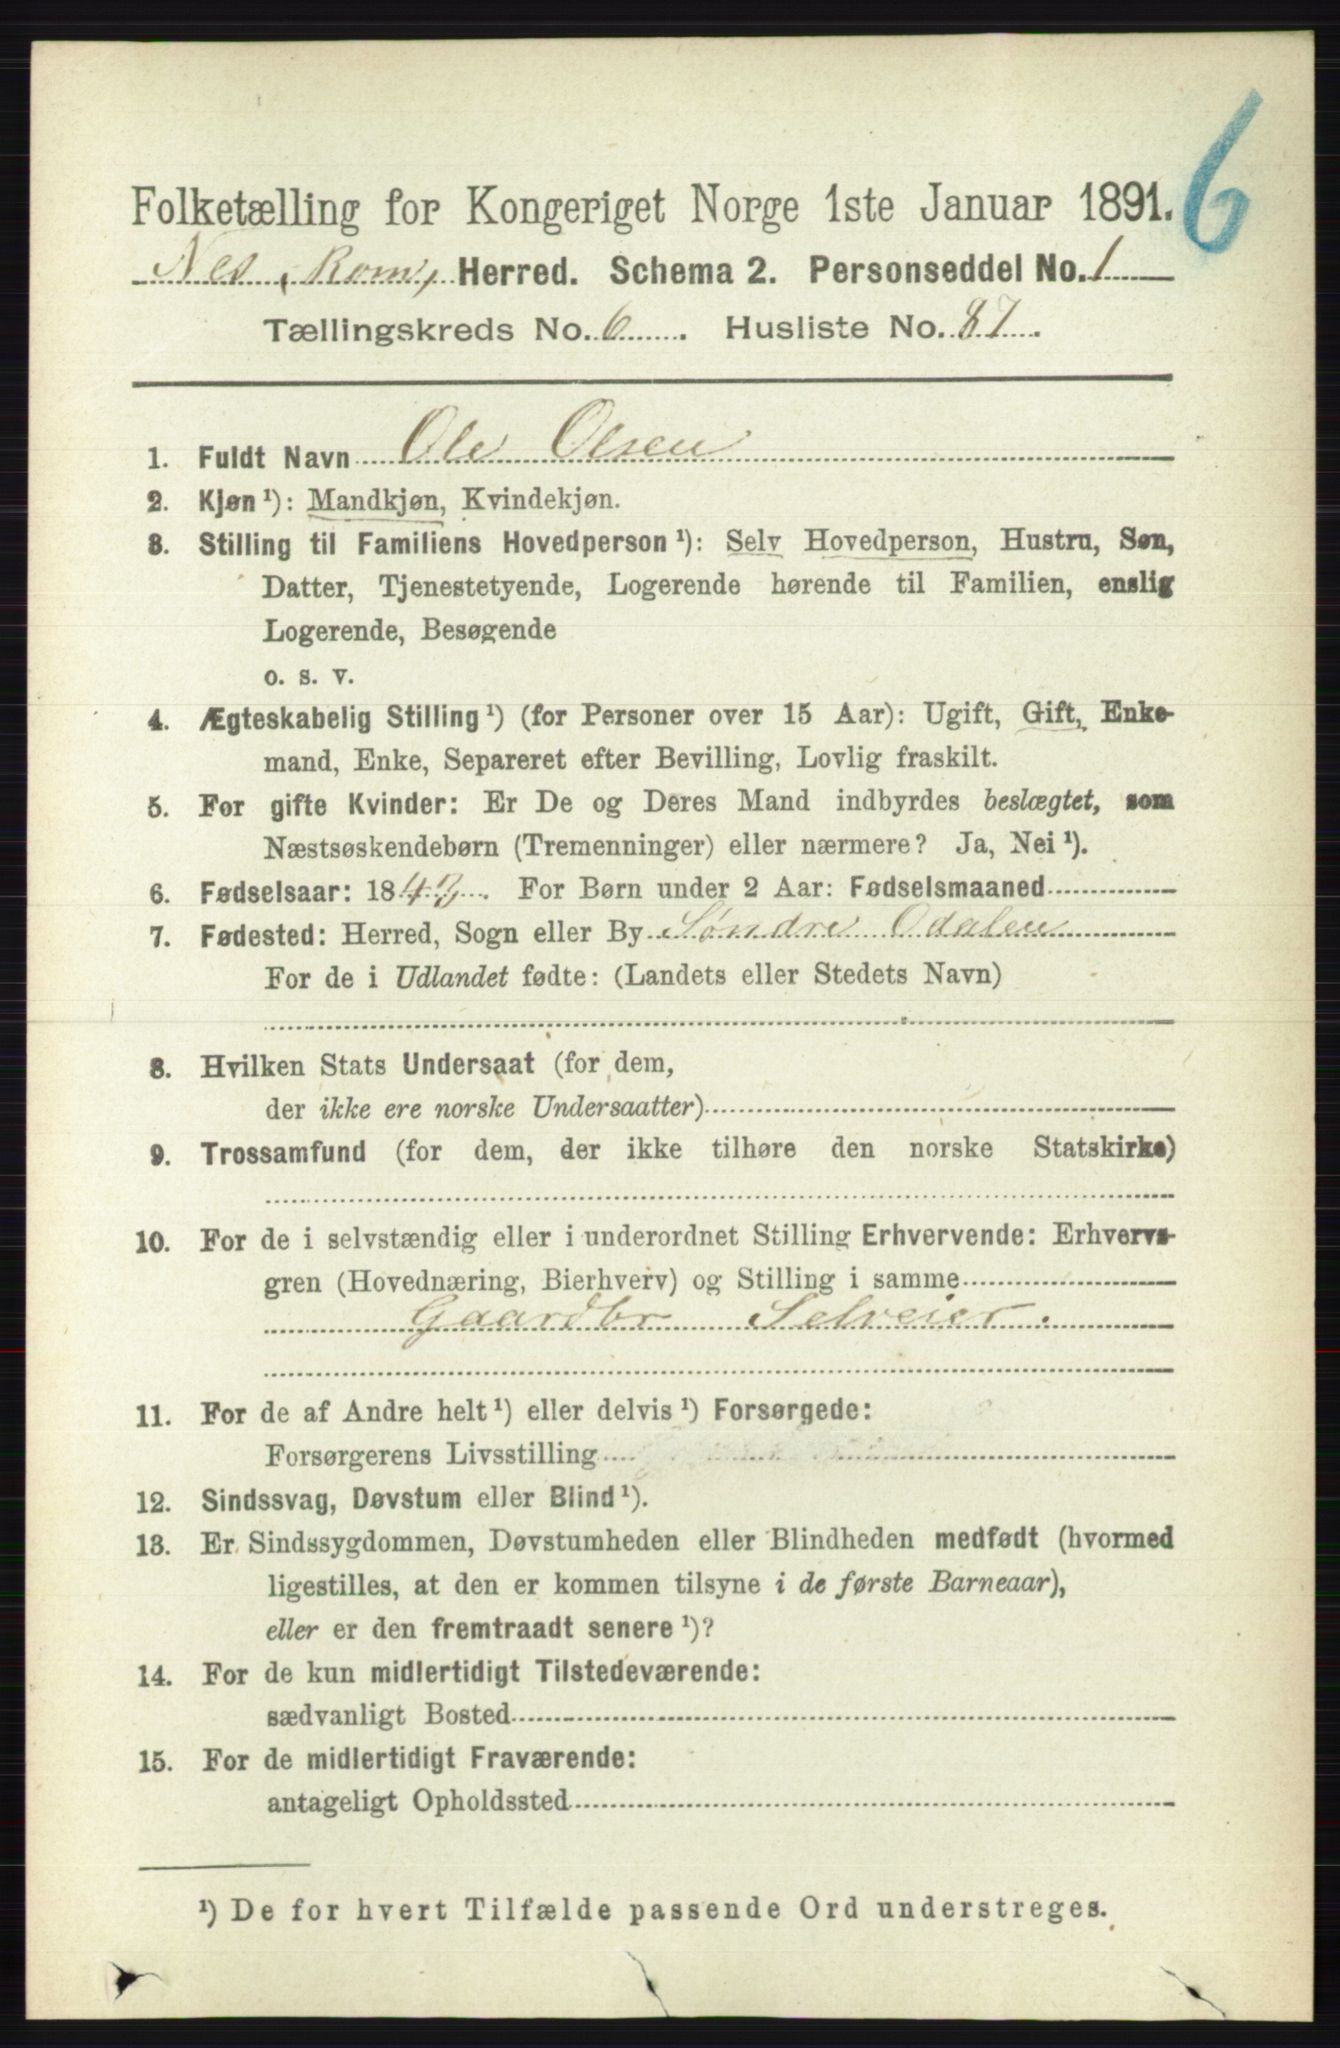 6
Folketælling for Kongeriget Norge 1ste Januar 1891.
Nes, Rom, Herred. Schema 2. Personseddel No. 1
Tællingskreds No. 6. Husliste No. 87.
1. Fuldt Navn Ole Olsen
2. Kjøn ¹): Mandkjøn, Kvindekjøn.
3. Stilling til Familiens Hovedperson ¹): Selv Hovedperson, Hustru, Søn,
Datter, Tjenestetyende, Logerende hørende til Familien, enslig
Logerende, Besøgende
o. s. v.
4. Ægteskabelig Stilling ¹) (for Personer over 15 Aar): Ugift, Gift, Enke-
mand, Enke, Separeret efter Bevilling, Lovlig fraskilt.
5. For gifte Kvinder: Er De og Deres Mand indbyrdes beslægtet, som
Næstsøskendebørn (Tremenninger) eller nærmere? Ja, Nei ¹).
6. Fødselsaar: 1843. For Børn under 2 Aar: Fødselsmaaned
7. Fødested: Herred, Sogn eller By Søndre Odalen
For de i Udlandet fødte: (Landets eller Stedets Navn)
8. Hvilken Stats Undersaat (for dem,
der ikke ere norske Undersaatter)
9. Trossamfund (for dem, der ikke tilhøre den norske Statskirke)
10. For de i selvstændig eller i underordnet Stilling Erhvervende: Erhvervs-
gren (Hovednæring, Bierhverv) og Stilling i samme
Gaardbr Selveier.
11. For de af Andre helt ¹) eller delvis ¹) Forsørgede:
Forsørgerens Livsstilling
12. Sindssvag, Døvstum eller Blind ¹).
13. Er Sindssygdommen, Døvstumheden eller Blindheden medfødt (hvormed
ligestilles, at den er kommen tilsyne i de første Barneaar),
eller er den fremtraadt senere ¹)?
14. For de kun midlertidigt Tilstedeværende:
sædvanligt Bosted
15. For de midlertidigt Fraværende:
antageligt Opholdssted
¹) De for hvert Tilfælde passende Ord understreges.